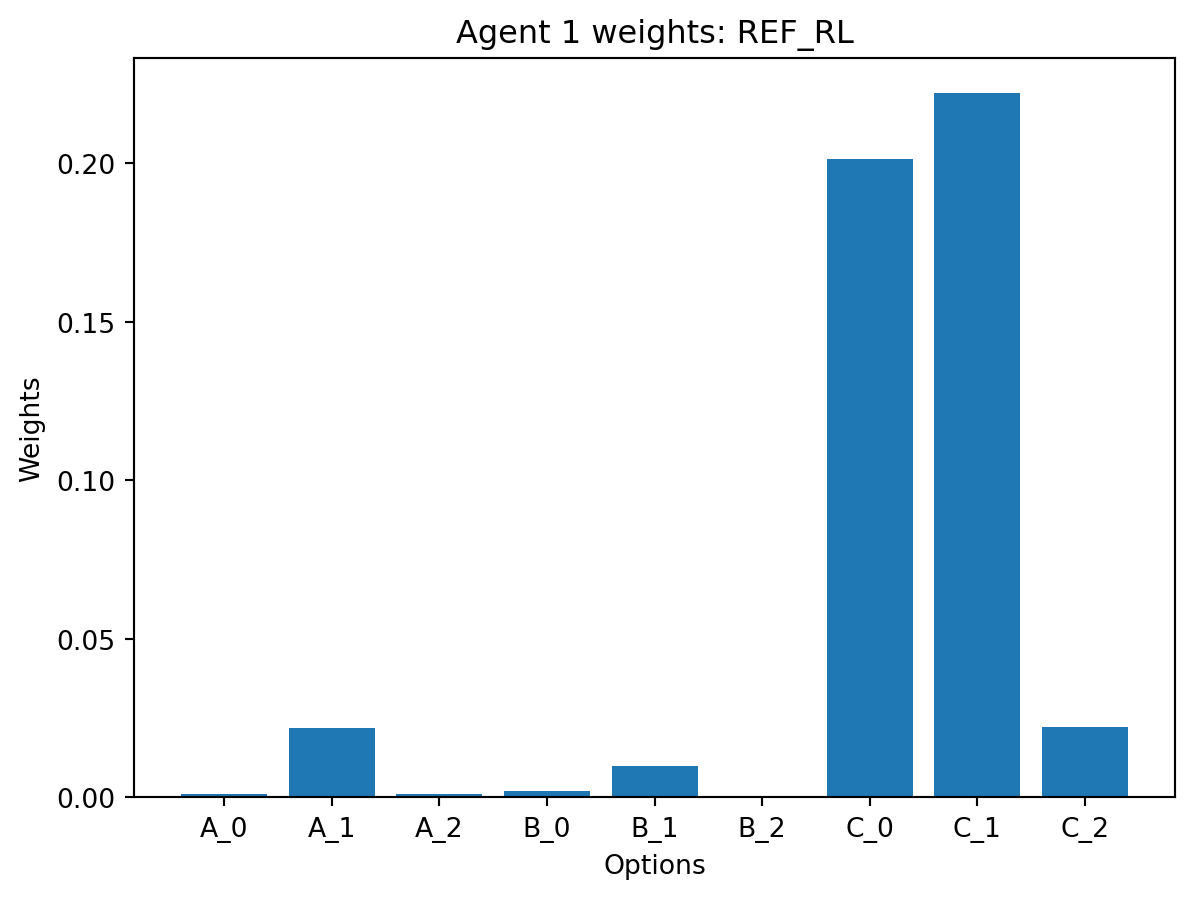 Agent 1 weights: REF_RL
Weights
0.20
0.15
0.10
0.05
0.00
A_0 A_1 A_2 B_0 B_1 B_2 C_0 C_1 C_2
Options